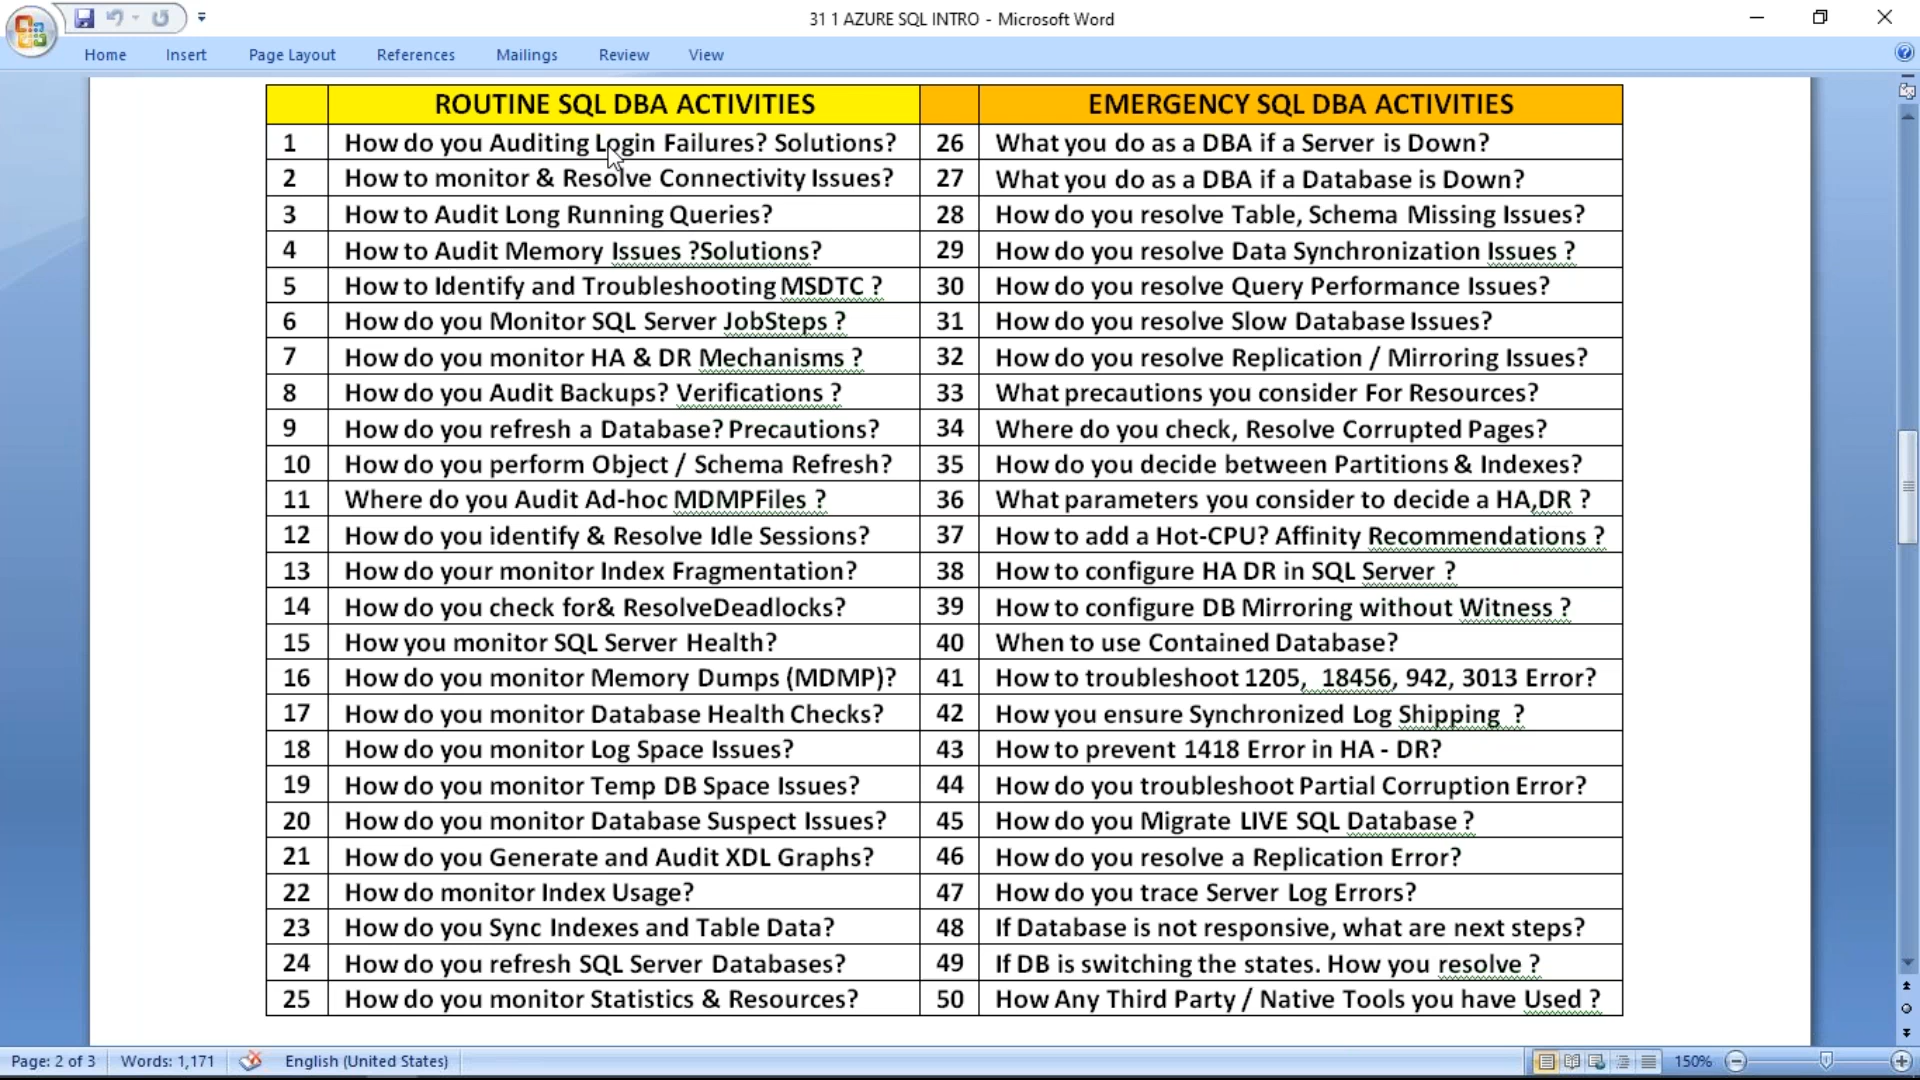 31 1 AZURE SQL INTRO - Microsoft Word
Home Insert Page Layout References Mailings Review View
ROUTINE SQL DBA ACTIVITIES EMERGENCY SQL DBA ACTIVITIES
1 How do you Auditing Login Failures? Solutions? 26 What you do as a DBA if a Server is Down?
2 How to monitor & Resolve Connectivity Issues? 27 What you do as a DBA if a Database is Down?
3 How to Audit Long Running Queries? 28 How do you resolve Table, Schema Missing Issues?
4 How to Audit Memory Issues ?Solutions? 29 How do you resolve Data Synchronization Issues ?
5 How to Identify and Troubleshooting MSDTC ? 30 How do you resolve Query Performance Issues?
6 How do you Monitor SQL Server JobSteps ? 31 How do you resolve Slow Database Issues?
7 How do you monitor HA & DR Mechanisms ? 32 How do you resolve Replication / Mirroring Issues?
8 How do you Audit Backups? Verifications ? 33 What precautions you consider For Resources?
9 How do you refresh a Database? Precautions? 34 Where do you check, Resolve Corrupted Pages?
10 How do you perform Object / Schema Refresh? 35 How do you decide between Partitions & Indexes?
11 Where do you Audit Ad-hoc MDMPFiles ? 36 What parameters you consider to decide a HA,DR ?
12 How do you identify & Resolve Idle Sessions? 37 How to add a Hot-CPU? Affinity Recommendations ?
13 How do your monitor Index Fragmentation? 38 How to configure HA DR in SQL Server ?
14 How do you check for& ResolveDeadlocks? 39 How to configure DB Mirroring without Witness ?
15 How you monitor SQL Server Health? 40 When to use Contained Database?
16 How do you monitor Memory Dumps (MDMP)? 41 How to troubleshoot 1205, 18456, 942, 3013 Error?
17 How do you monitor Database Health Checks? 42 How you ensure Synchronized Log Shipping ?
18 How do you monitor Log Space Issues? 43 How to prevent 1418 Error in HA - DR?
19 How do you monitor Temp DB Space Issues? 44 How do you troubleshoot Partial Corruption Error?
20 How do you monitor Database Suspect Issues? 45 How do you Migrate LIVE SQL Database ?
21 How do you Generate and Audit XDL Graphs? 46 How do you resolve a Replication Error?
22 How do monitor Index Usage? 47 How do you trace Server Log Errors?
23 How do you Sync Indexes and Table Data? 48 If Database is not responsive, what are next steps?
24 How do you refresh SQL Server Databases? 49 If DB is switching the states. How you resolve ?
25 How do you monitor Statistics & Resources? 50 How Any Third Party / Native Tools you have Used ?
Page: 2 of 3 Words: 1,171 English (United States) 150%